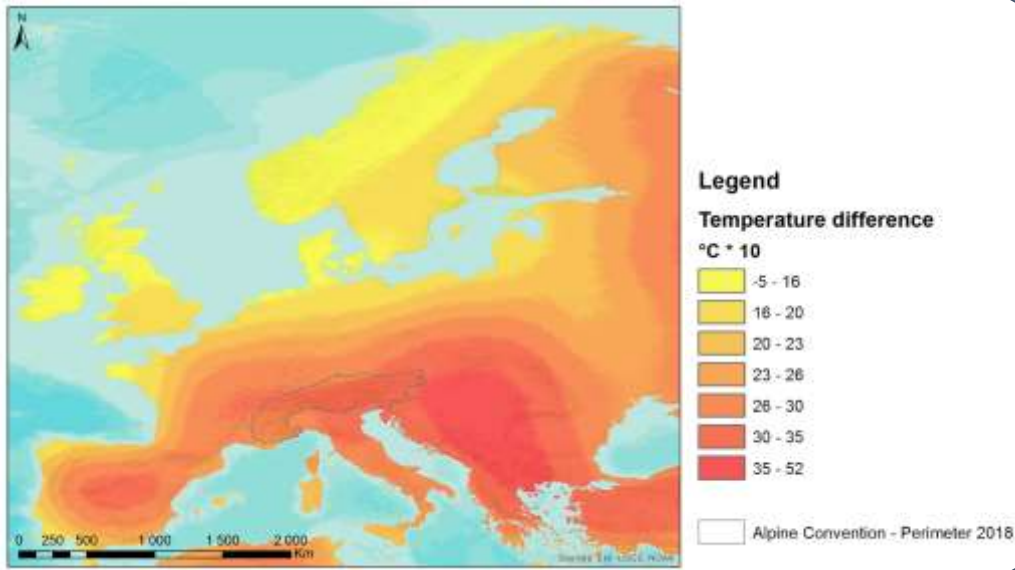 N
Legend
Temperature difference
°C * 10
-5 - 16
16 - 20
20 - 23
23 - 26
26 - 30
30 - 35
35 - 52
Alpine Convention - Perimeter 2018
0 250 500 1 000 1 500 2 000
Km